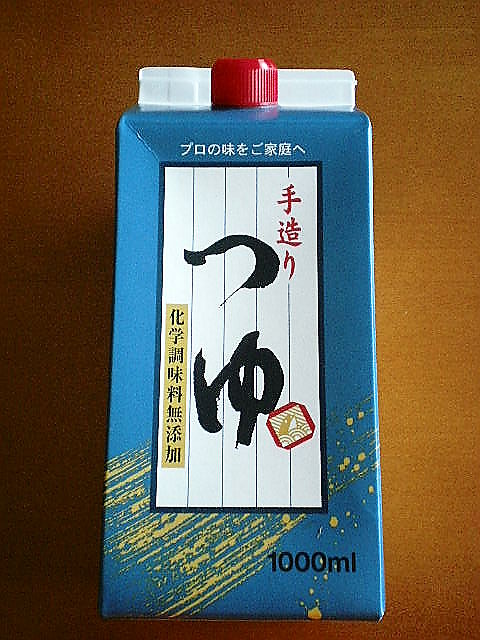 プロの味をご家庭へ
手造り
つゆ
化学調味料無添加
1000ml